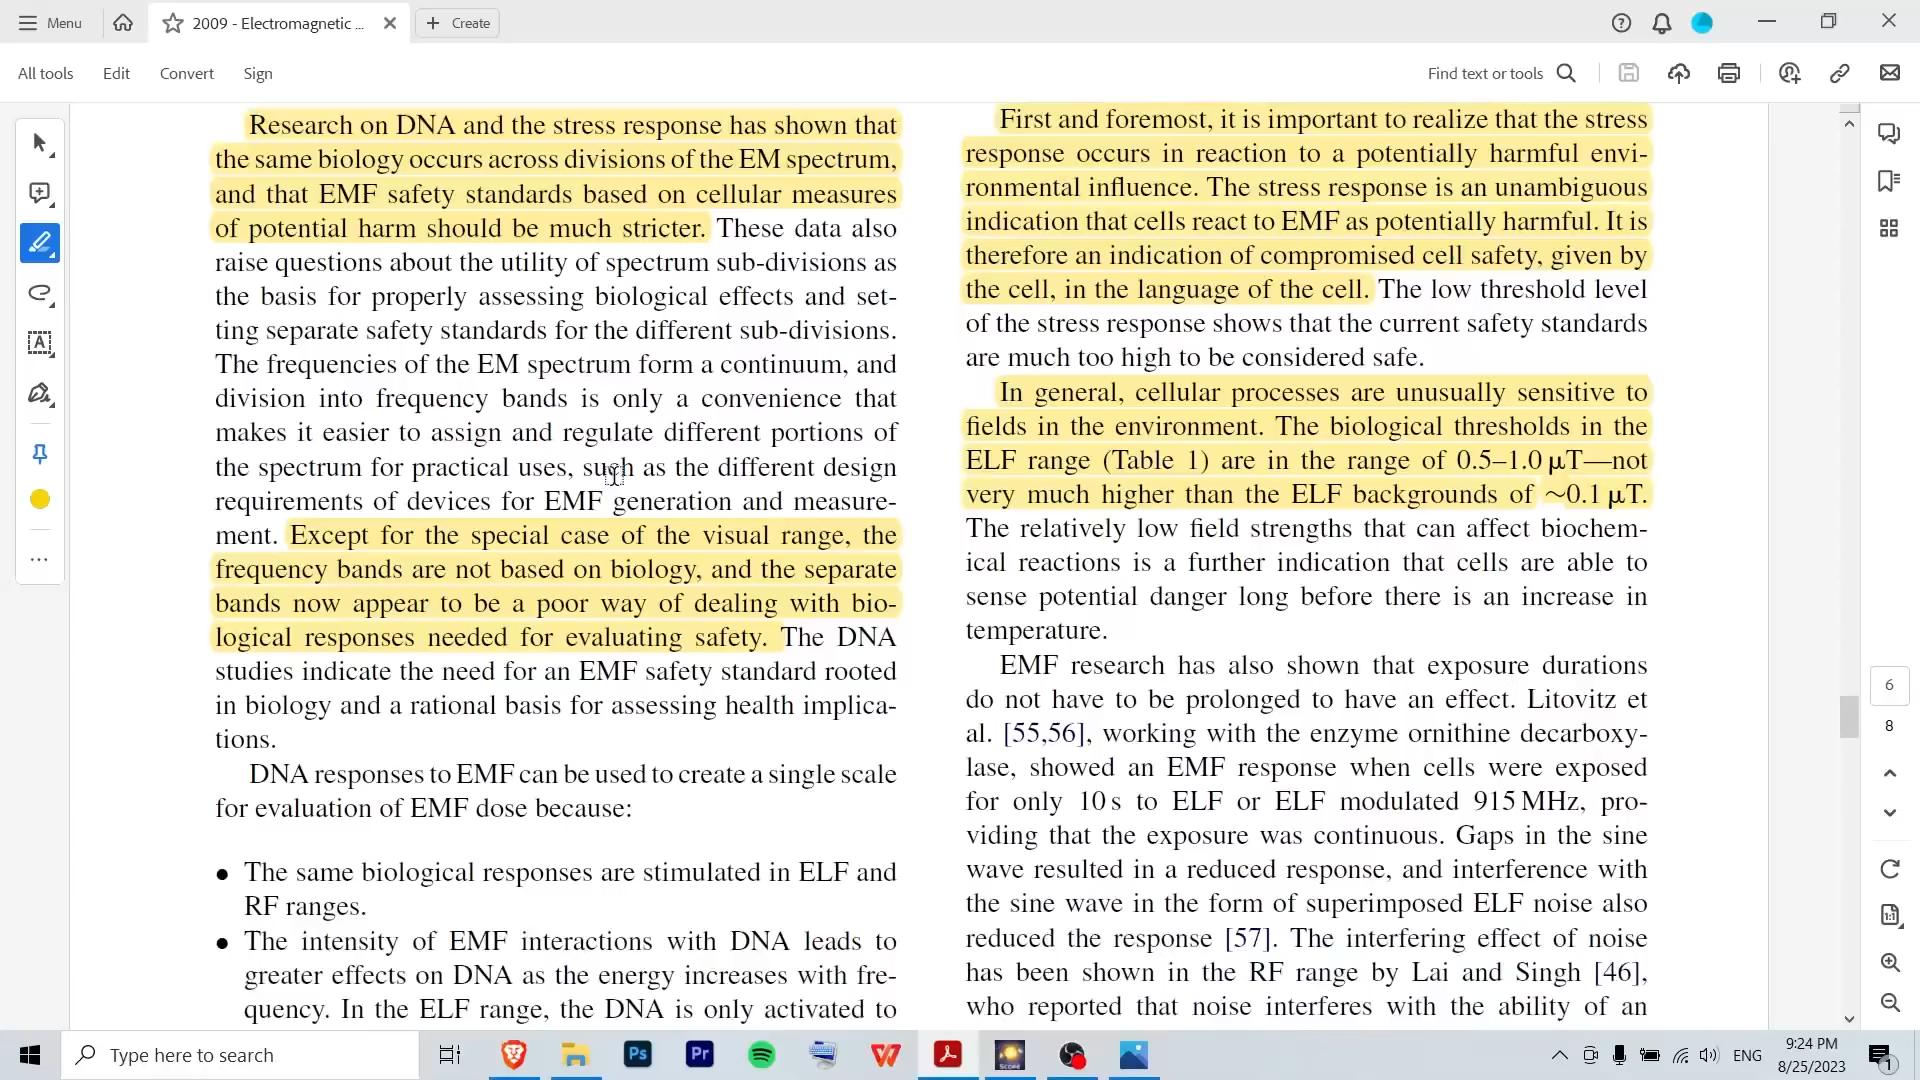 Menu
2009 - Electromagnetic ...
Create
All tools
Edit
Convert
Sign
Find text or tools
Research on DNA and the stress response has shown that
the same biology occurs across divisions of the EM spectrum,
and that EMF safety standards based on cellular measures
of potential harm should be much stricter. These data also
raise questions about the utility of spectrum sub-divisions as
the basis for properly assessing biological effects and set-
ting separate safety standards for the different sub-divisions.
The frequencies of the EM spectrum form a continuum, and
division into frequency bands is only a convenience that
makes it easier to assign and regulate different portions of
the spectrum for practical uses, such as the different design
requirements of devices for EMF generation and measure-
ment. Except for the special case of the visual range, the
frequency bands are not based on biology, and the separate
bands now appear to be a poor way of dealing with bio-
logical responses needed for evaluating safety. The DNA
studies indicate the need for an EMF safety standard rooted
in biology and a rational basis for assessing health implica-
tions.
DNA responses to EMF can be used to create a single scale
for evaluation of EMF dose because:
● The same biological responses are stimulated in ELF and
RF ranges.
● The intensity of EMF interactions with DNA leads to
greater effects on DNA as the energy increases with fre-
quency. In the ELF range, the DNA is only activated to
First and foremost, it is important to realize that the stress
response occurs in reaction to a potentially harmful envi-
ronmental influence. The stress response is an unambiguous
indication that cells react to EMF as potentially harmful. It is
therefore an indication of compromised cell safety, given by
the cell, in the language of the cell. The low threshold level
of the stress response shows that the current safety standards
are much too high to be considered safe.
In general, cellular processes are unusually sensitive to
fields in the environment. The biological thresholds in the
ELF range (Table 1) are in the range of 0.5–1.0 μT—not
very much higher than the ELF backgrounds of ~0.1 μT.
The relatively low field strengths that can affect biochem-
ical reactions is a further indication that cells are able to
sense potential danger long before there is an increase in
temperature.
EMF research has also shown that exposure durations
do not have to be prolonged to have an effect. Litovitz et
al. [55,56], working with the enzyme ornithine decarboxy-
lase, showed an EMF response when cells were exposed
for only 10 s to ELF or ELF modulated 915 MHz, pro-
viding that the exposure was continuous. Gaps in the sine
wave resulted in a reduced response, and interference with
the sine wave in the form of superimposed ELF noise also
reduced the response [57]. The interfering effect of noise
has been shown in the RF range by Lai and Singh [46],
who reported that noise interferes with the ability of an
6
8
1:1
A
Type here to search
Ps
Pr
W
SCOPE
ENG
9:24 PM
8/25/2023
1